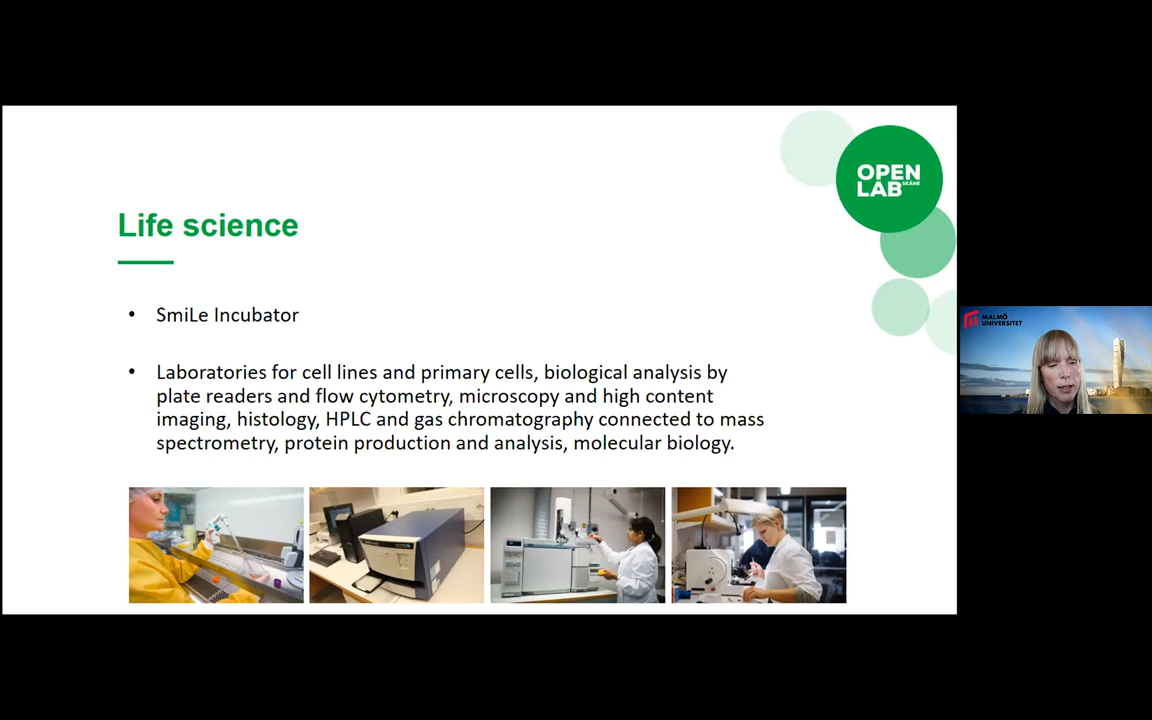 OPEN
LAB SKÅNE
Life science
• SmiLe Incubator
• Laboratories for cell lines and primary cells, biological analysis by
plate readers and flow cytometry, microscopy and high content
imaging, histology, HPLC and gas chromatography connected to mass
spectrometry, protein production and analysis, molecular biology.
MALMÖ
UNIVERSITET